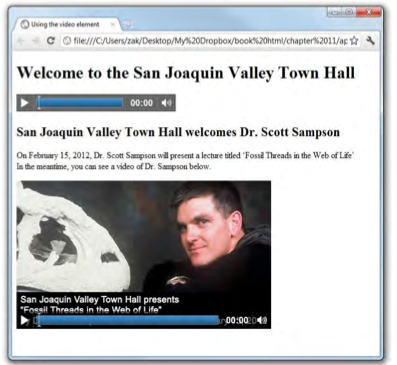 Using the video element
file:///C:/Users/zak/Desktop/My%20Dropbox/book%20html/chapter%2011/ap
Welcome to the San Joaquin Valley Town Hall
00:00
San Joaquin Valley Town Hall welcomes Dr. Scott Sampson
On February 15, 2012, Dr. Scott Sampson will present a lecture titled 'Fossil Threads in the Web of Life'
In the meantime, you can see a video of Dr. Sampson below.
San Joaquin Valley Town Hall presents
"Fossil Threads in the Web of Life"
00:00